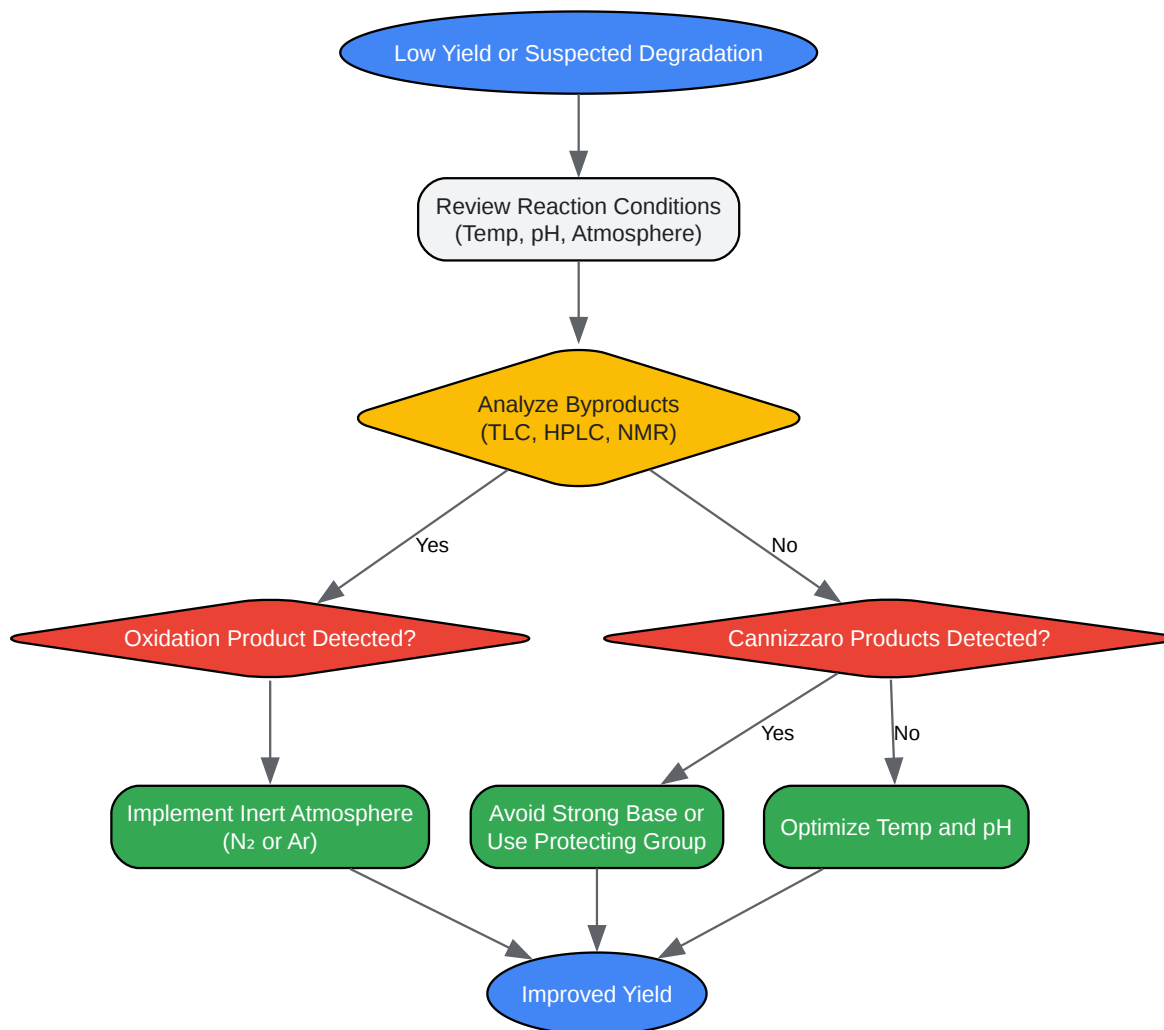 Low Yield or Suspected Degradation
Review Reaction Conditions
(Temp, pH, Atmosphere)
Analyze Byproducts
(TLC, HPLC, NMR)
Yes
No
Oxidation Product Detected?
Cannizzaro Products Detected?
Yes
No
Implement Inert Atmosphere
(N₂ or Ar)
Avoid Strong Base or
Use Protecting Group
Optimize Temp and pH
Improved Yield